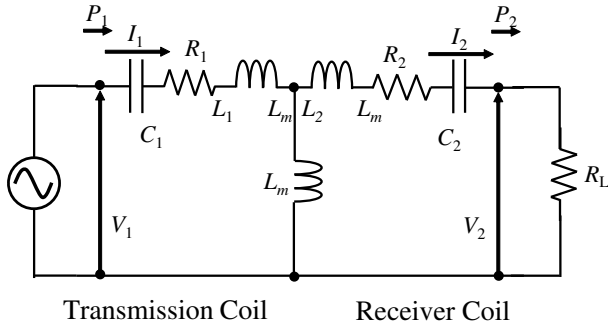 P1 P2
I1 I2
R1 R2
L1 Lm L2 Lm
C1 C2
Lm RL
V1 V2
Transmission Coil Receiver Coil